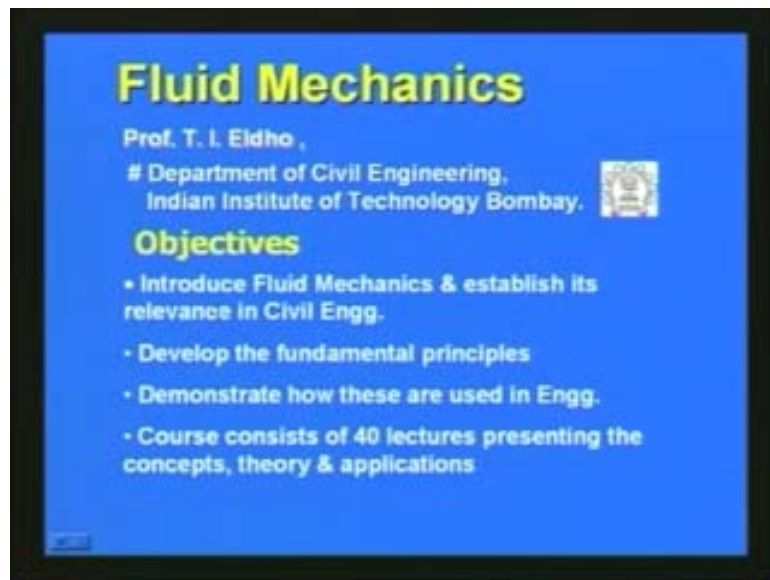 Fluid Mechanics
Prof. T. I. Eldho ,
# Department of Civil Engineering,
Indian Institute of Technology Bombay.
Objectives
• Introduce Fluid Mechanics & establish its
relevance in Civil Engg.
• Develop the fundamental principles
• Demonstrate how these are used in Engg.
• Course consists of 40 lectures presenting the
concepts, theory & applications